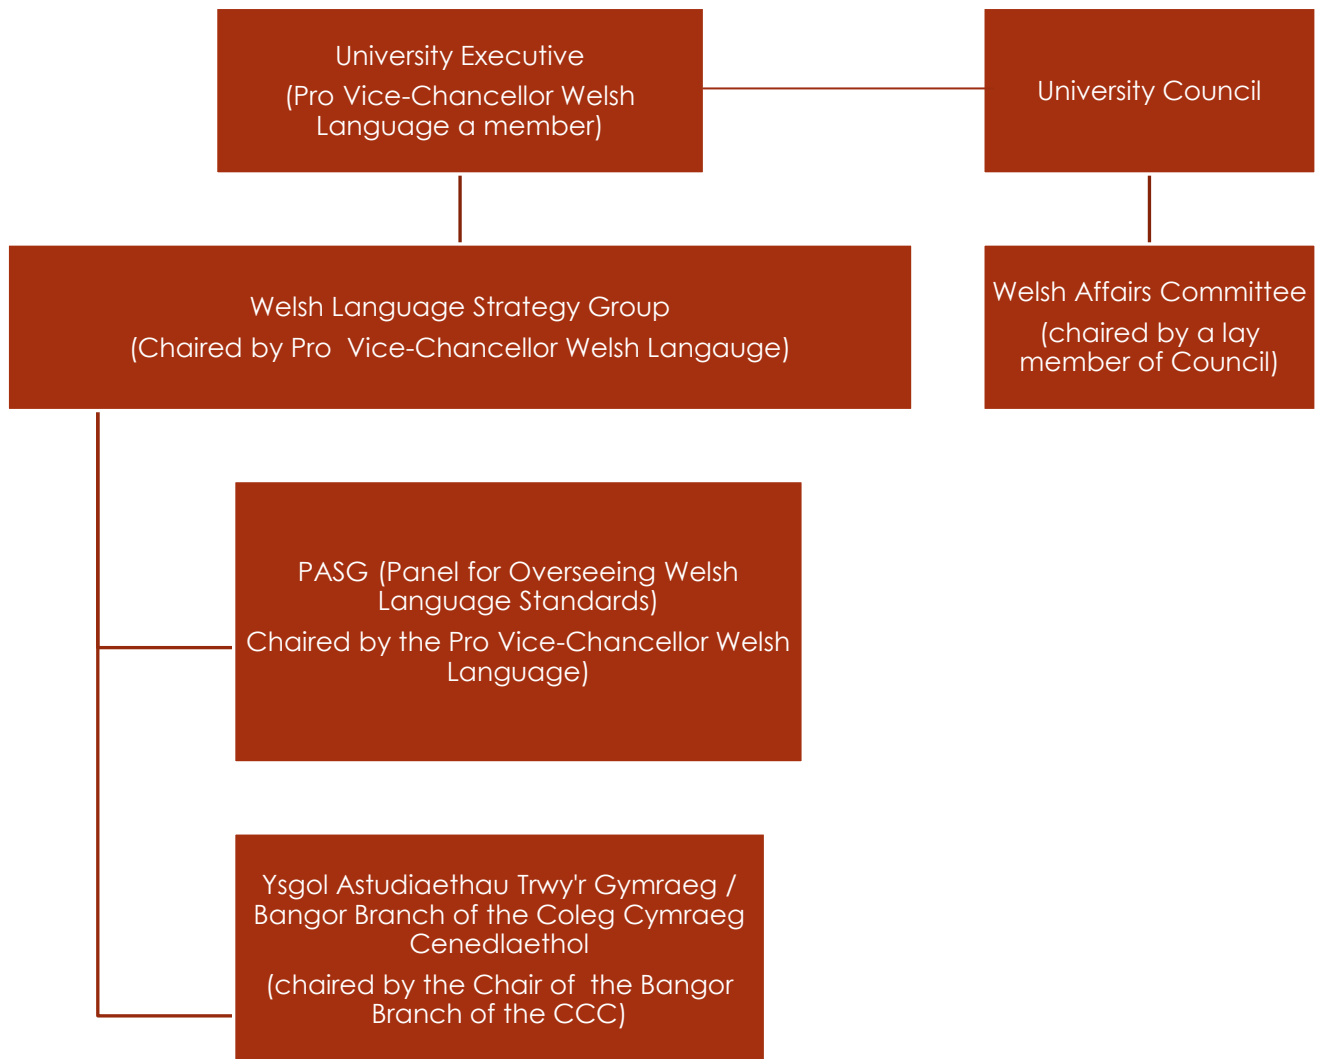 University Executive
(Pro Vice-Chancellor Welsh
Language a member)
University Council
Welsh Language Strategy Group
(Chaired by Pro  Vice-Chancellor Welsh Langauge)
Welsh Affairs Committee
(chaired by a lay
member of Council)
PASG (Panel for Overseeing Welsh
Language Standards)
Chaired by the Pro Vice-Chancellor Welsh
Language)
Ysgol Astudiaethau Trwy'r Gymraeg /
Bangor Branch of the Coleg Cymraeg
Cenedlaethol
(chaired by the Chair of  the Bangor
Branch of the CCC)